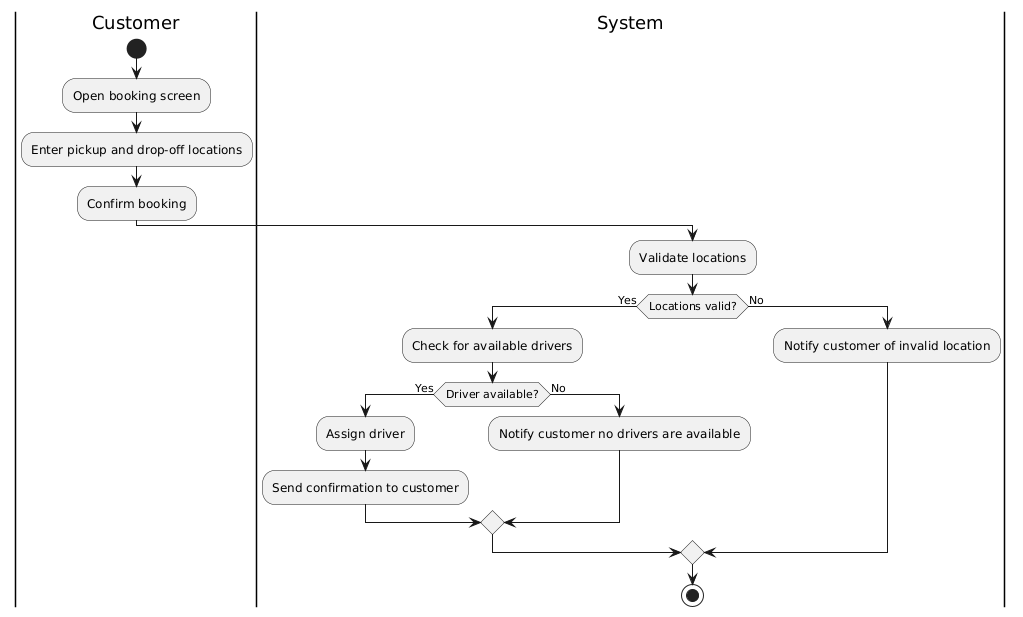 Customer
System
Open booking screen
Enter pickup and drop-off locations
Confirm booking
Validate locations
Yes
Locations valid?
No
Check for available drivers
Notify customer of invalid location
Yes
Driver available?
No
Assign driver
Notify customer no drivers are available
Send confirmation to customer